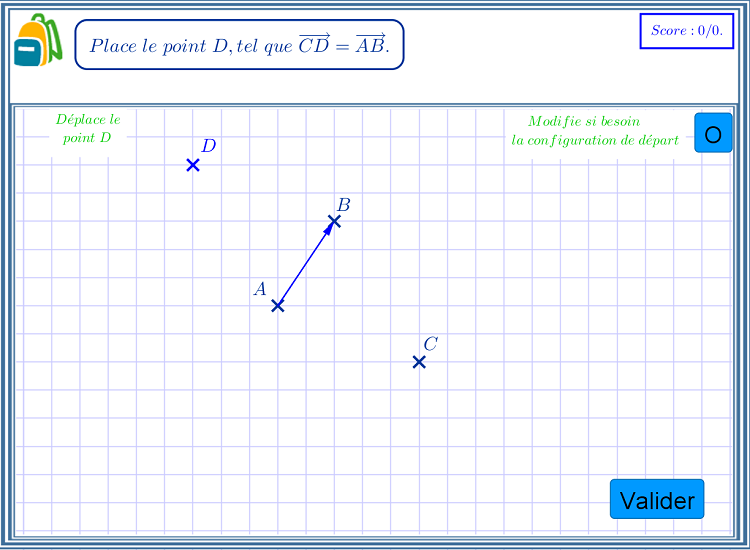 Place le point D, tel que $\overrightarrow{CD} = \overrightarrow{AB}$.
Score : 0/0.
Déplace le
point D
Modifie si besoin
la configuration de départ
O
D
B
A
C
Valider